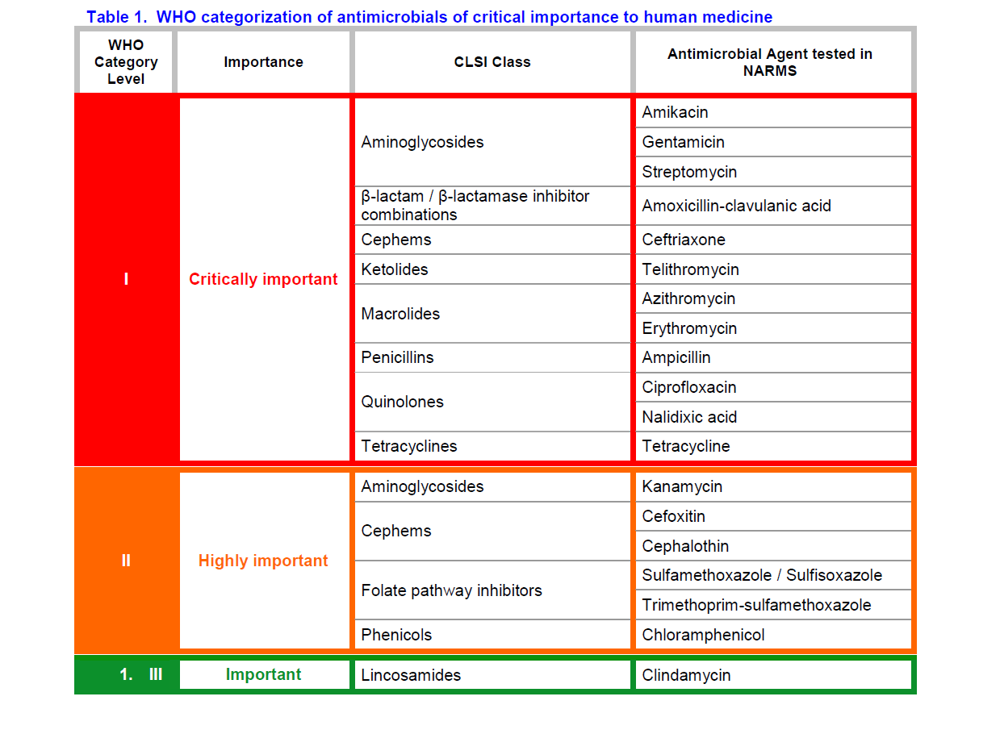 Table 1.  WHO categorization of antimicrobials of critical importance to human medicine
WHO
Category
Level
Importance
CLSI Class
Antimicrobial Agent tested in
NARMS
I
Critically important
Aminoglycosides
Amikacin
Gentamicin
Streptomycin
β-lactam / β-lactamase inhibitor
combinations
Amoxicillin-clavulanic acid
Cephems
Ceftriaxone
Ketolides
Telithromycin
Macrolides
Azithromycin
Erythromycin
Penicillins
Ampicillin
Quinolones
Ciprofloxacin
Nalidixic acid
Tetracyclines
Tetracycline
II
Highly important
Aminoglycosides
Kanamycin
Cephems
Cefoxitin
Cephalothin
Folate pathway inhibitors
Sulfamethoxazole / Sulfisoxazole
Trimethoprim-sulfamethoxazole
Phenicols
Chloramphenicol
1. III
Important
Lincosamides
Clindamycin